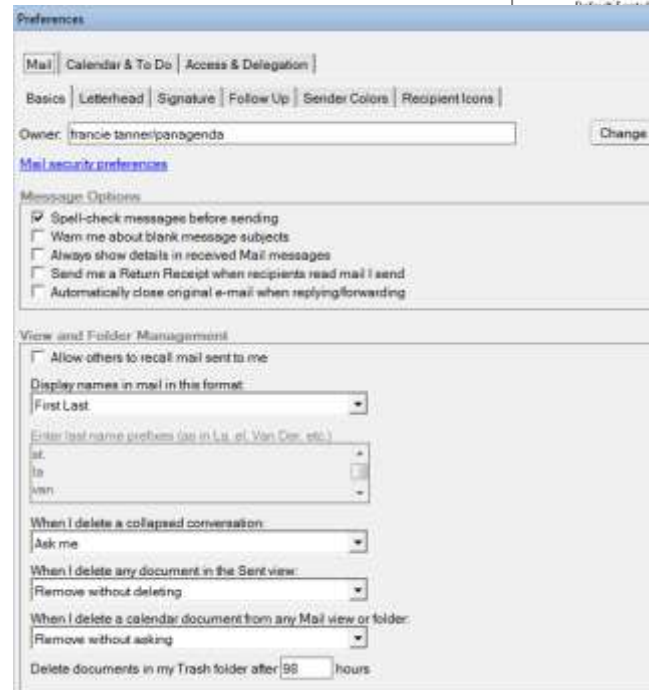 Preferences
Mail Calendar & To Do Access & Delegation
Basics Letterhead Signature Follow Up Sender Colors Recipient Icons
Owner: francie tanner/panagenda Change
Mail security preferences
Message Options
Spell-check messages before sending
Warn me about blank message subjects
Always show details in received Mail messages
Send me a Return Receipt when recipients read mail I send
Automatically close original e-mail when replying/forwarding
View and Folder Management
Allow others to recall mail sent to me
Display names in mail in this format:
First Last
Enter last name prefixes (as in La, el, Van Der, etc.)
st.
ta
van
When I delete a collapsed conversation:
Ask me
When I delete any document in the Sent view:
Remove without deleting
When I delete a calendar document from any Mail view or folder:
Remove without asking
Delete documents in my Trash folder after 98 hours